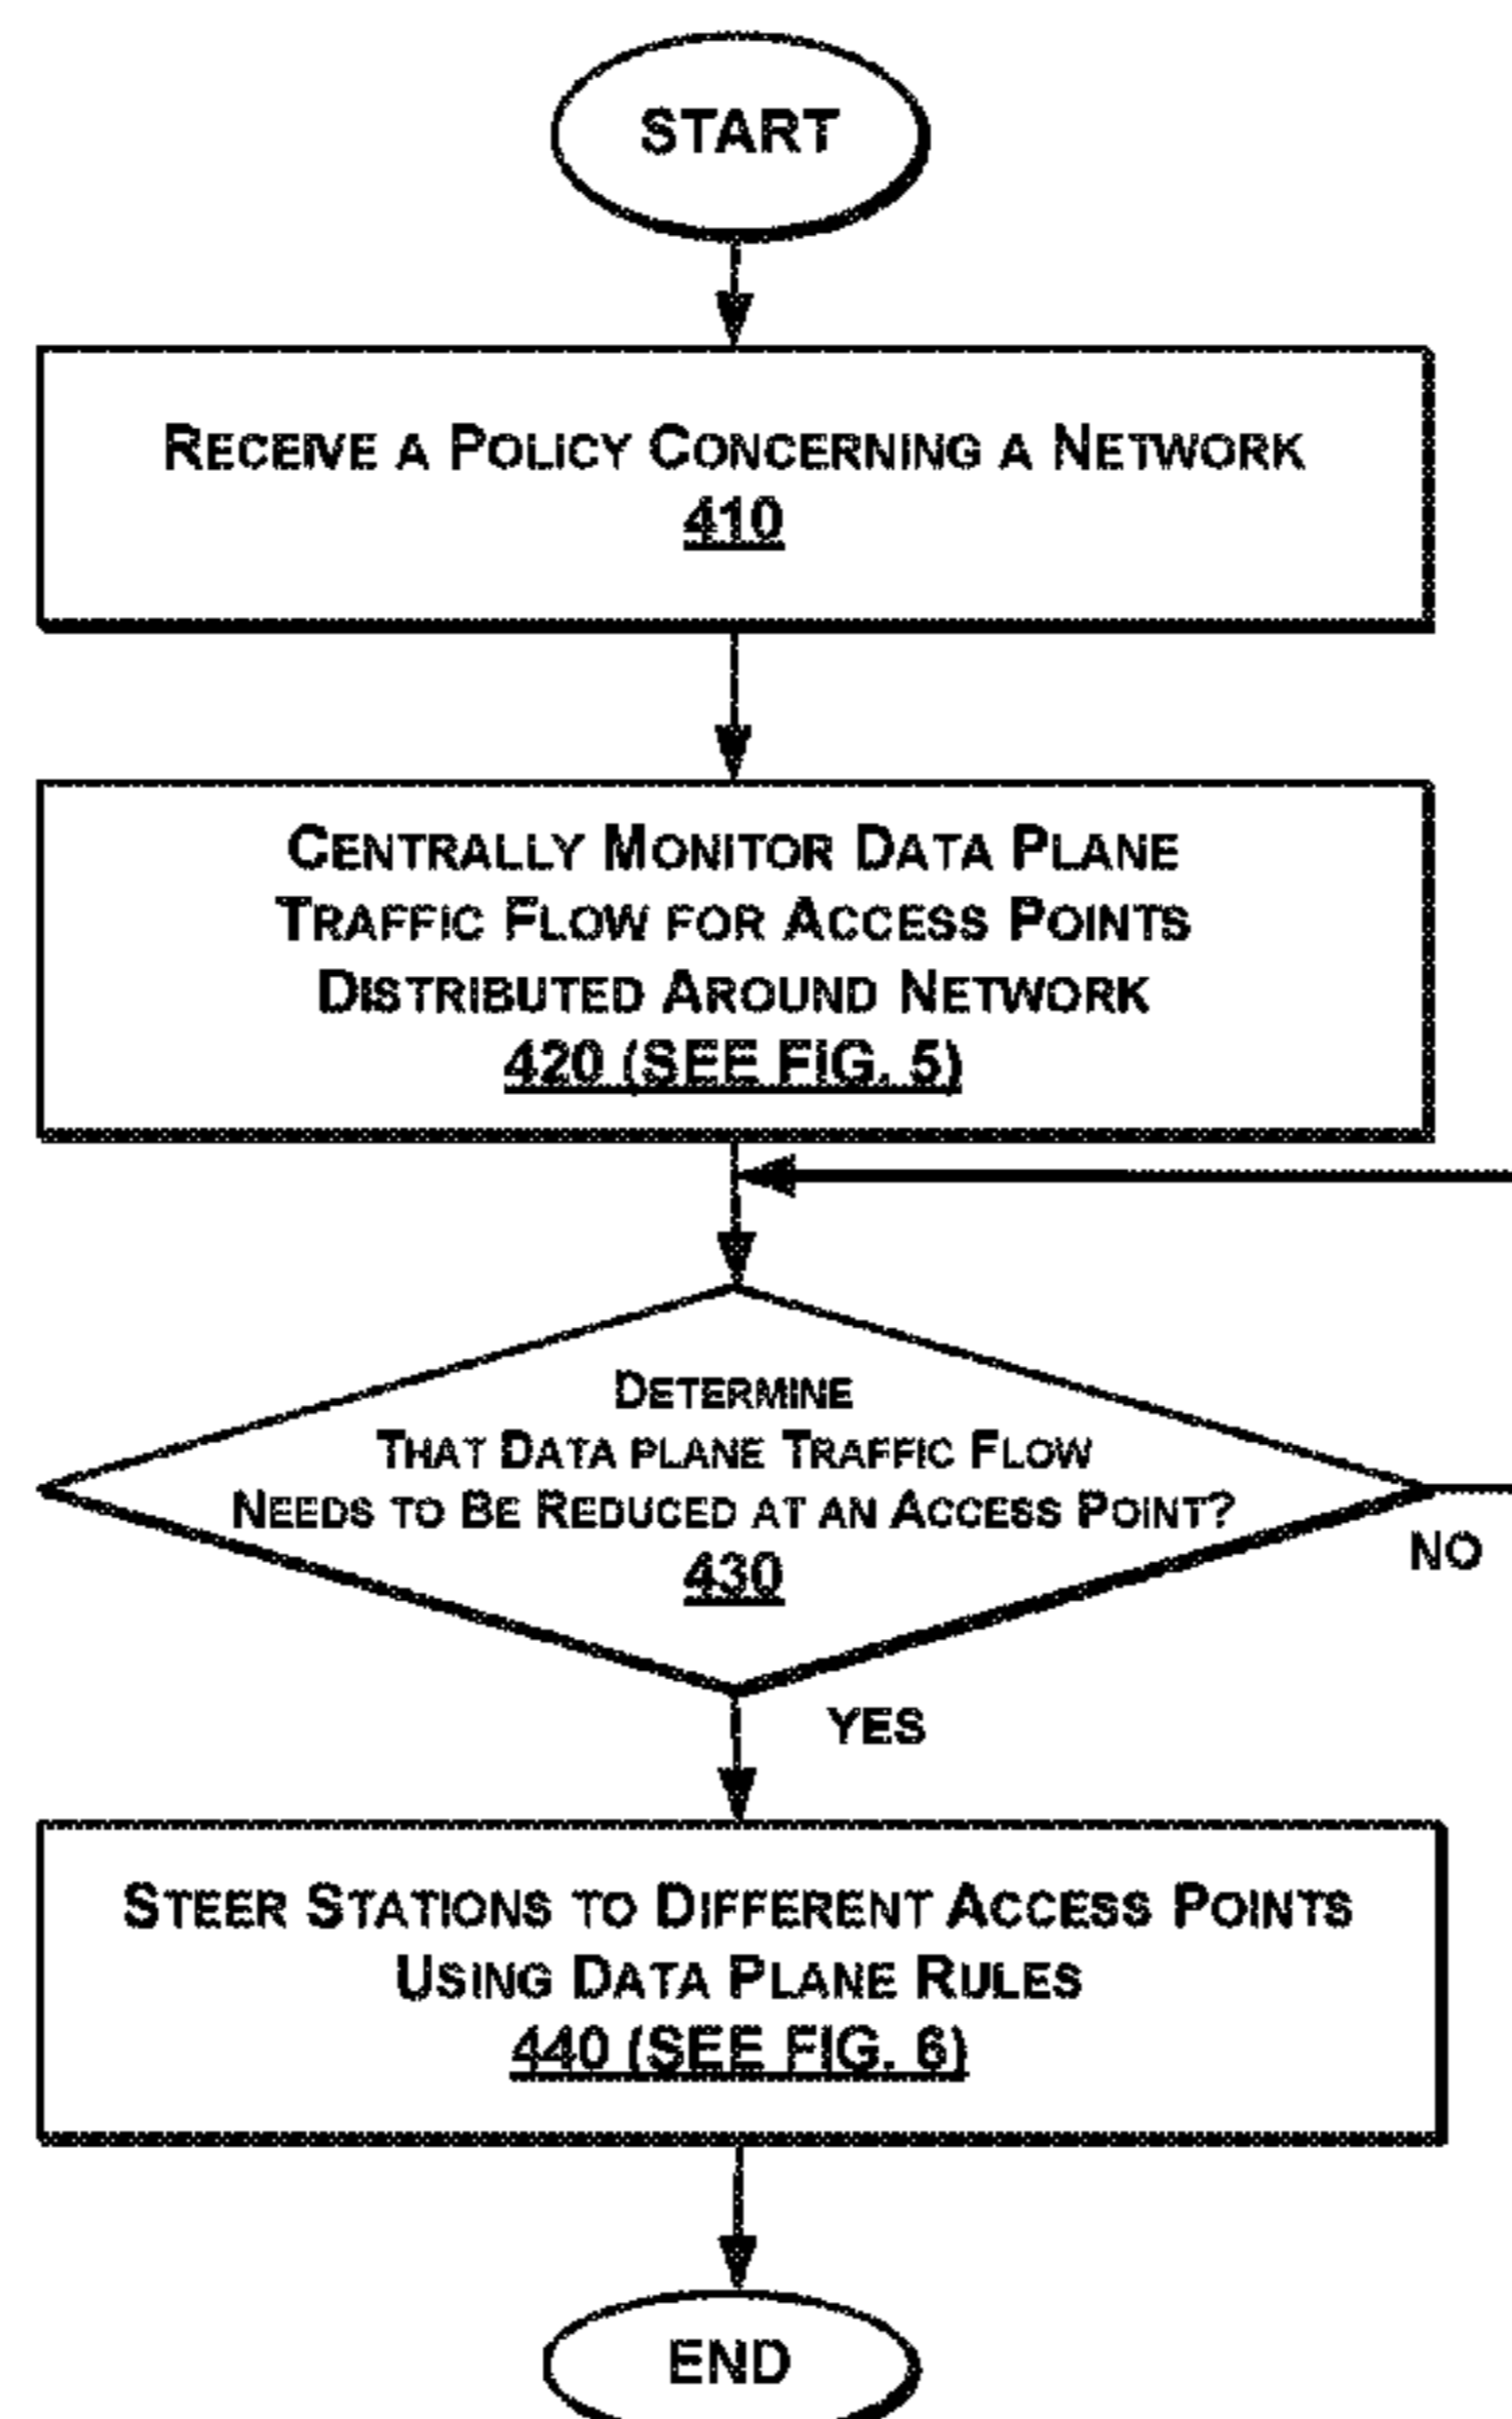 START
RECEIVE A POLICY CONCERNING A NETWORK
410
CENTRALLY MONITOR DATA PLANE
TRAFFIC FLOW FOR ACCESS POINTS
DISTRIBUTED AROUND NETWORK
420 (SEE FIG. 5)
DETERMINE
THAT DATA PLANE TRAFFIC FLOW
NEEDS TO BE REDUCED AT AN ACCESS POINT?
430
NO
YES
STEER STATIONS TO DIFFERENT ACCESS POINTS
USING DATA PLANE RULES
440 (SEE FIG. 6)
END